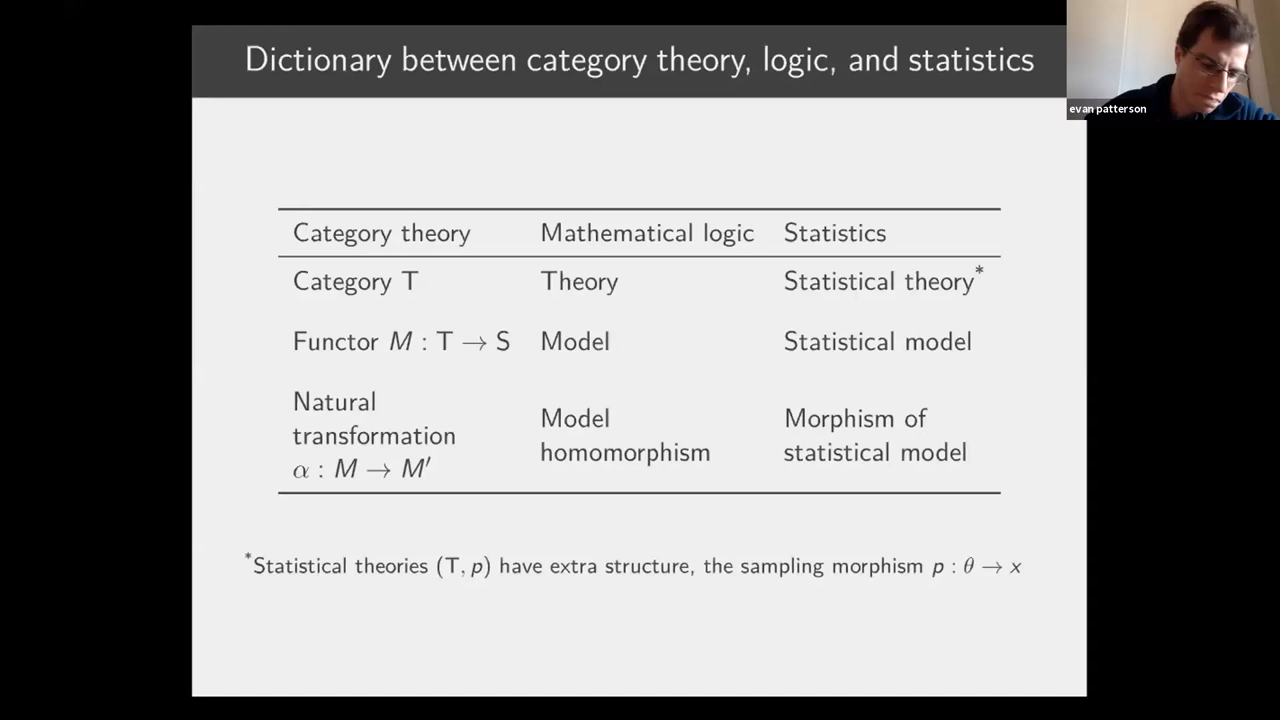 Dictionary between category theory, logic, and statistics
evan patterson
Category theory Mathematical logic Statistics
Category T Theory Statistical theory*
Functor M : T → S Model Statistical model
Natural
transformation
α : M → M′
Model
homomorphism
Morphism of
statistical model
*Statistical theories (T, p) have extra structure, the sampling morphism p : θ → x